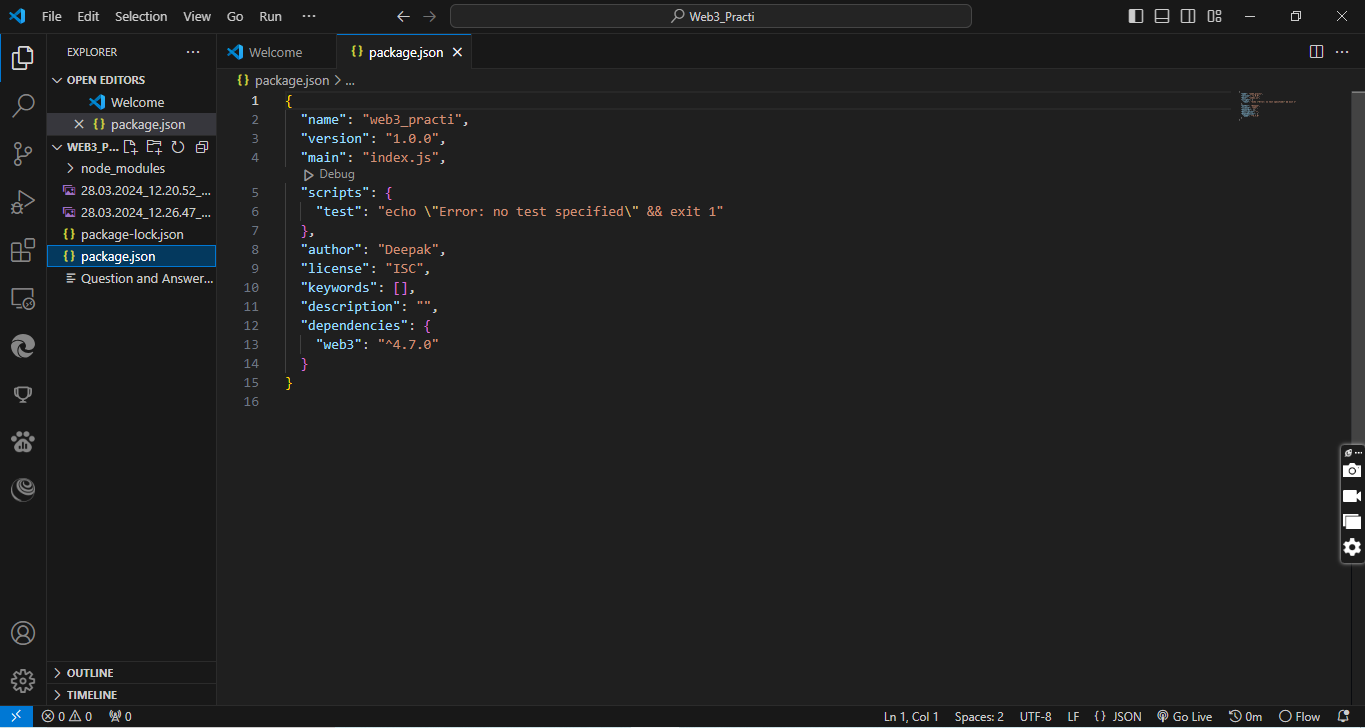 File Edit Selection View Go Run ···
Web3_Practi
EXPLORER ···
Welcome
package.json
OPEN EDITORS
Welcome
package.json
WEB3_P...
node_modules
28.03.2024_12.20.52_...
28.03.2024_12.26.47_...
package-lock.json
package.json
Question and Answer...
OUTLINE
TIMELINE
package.json > ...
1 {
2 "name": "web3_practi",
3 "version": "1.0.0",
4 "main": "index.js",
Debug
5 "scripts": {
6 "test": "echo \"Error: no test specified\" && exit 1"
7 },
8 "author": "Deepak",
9 "license": "ISC",
10 "keywords": [],
11 "description": "",
12 "dependencies": {
13 "web3": "^4.7.0"
14 }
15 }
16
0 0 0 Ln 1, Col 1 Spaces: 2 UTF-8 LF {} JSON Go Live 0m Flow